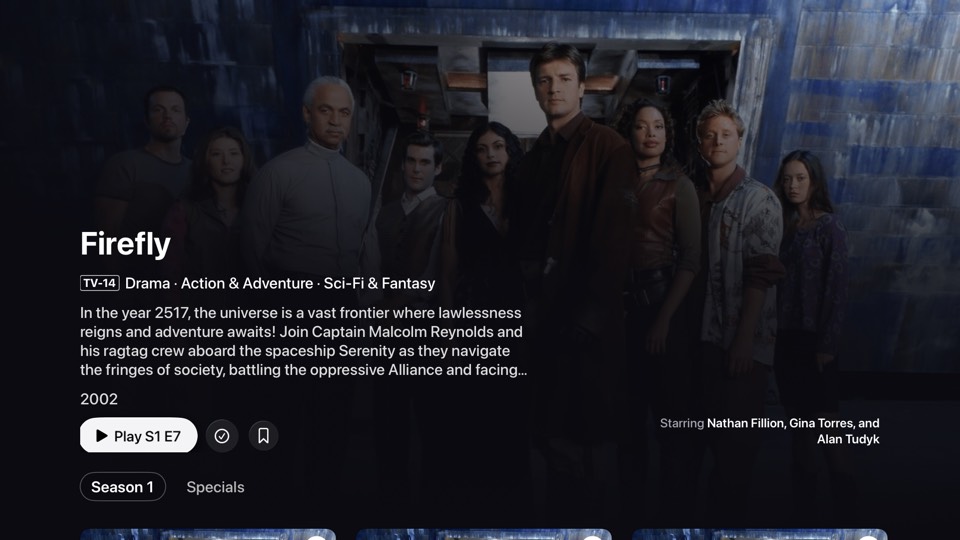 Firefly
TV-14 Drama · Action & Adventure · Sci-Fi & Fantasy
In the year 2517, the universe is a vast frontier where lawlessness
reigns and adventure awaits! Join Captain Malcolm Reynolds and
his ragtag crew aboard the spaceship Serenity as they navigate
the fringes of society, battling the oppressive Alliance and facing...
2002
Play S1 E7
Starring Nathan Fillion, Gina Torres, and
Alan Tudyk
Season 1 Specials